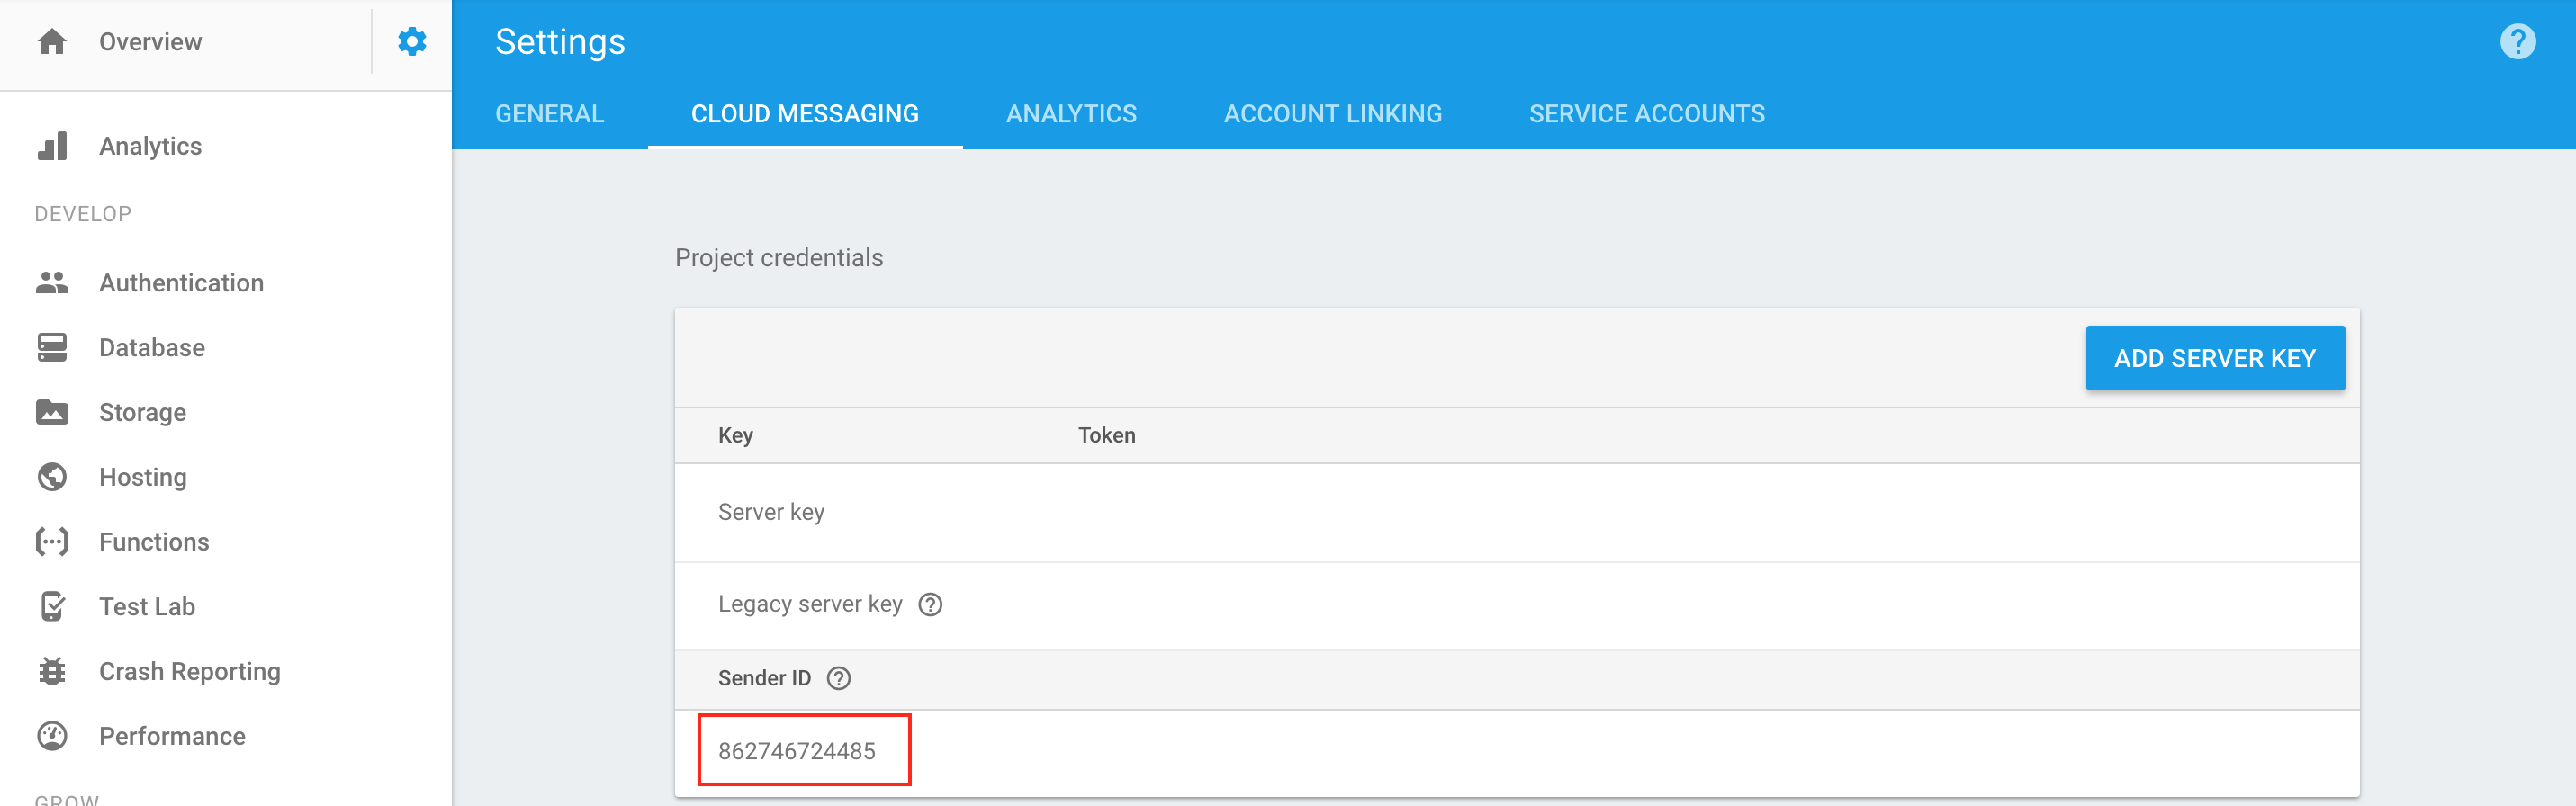 Overview
Analytics
DEVELOP
Authentication
Database
Storage
Hosting
Functions
Test Lab
Crash Reporting
Performance
GROW
Settings
GENERAL CLOUD MESSAGING ANALYTICS ACCOUNT LINKING SERVICE ACCOUNTS
Project credentials
ADD SERVER KEY
Key Token
Server key
Legacy server key
Sender ID
862746724485